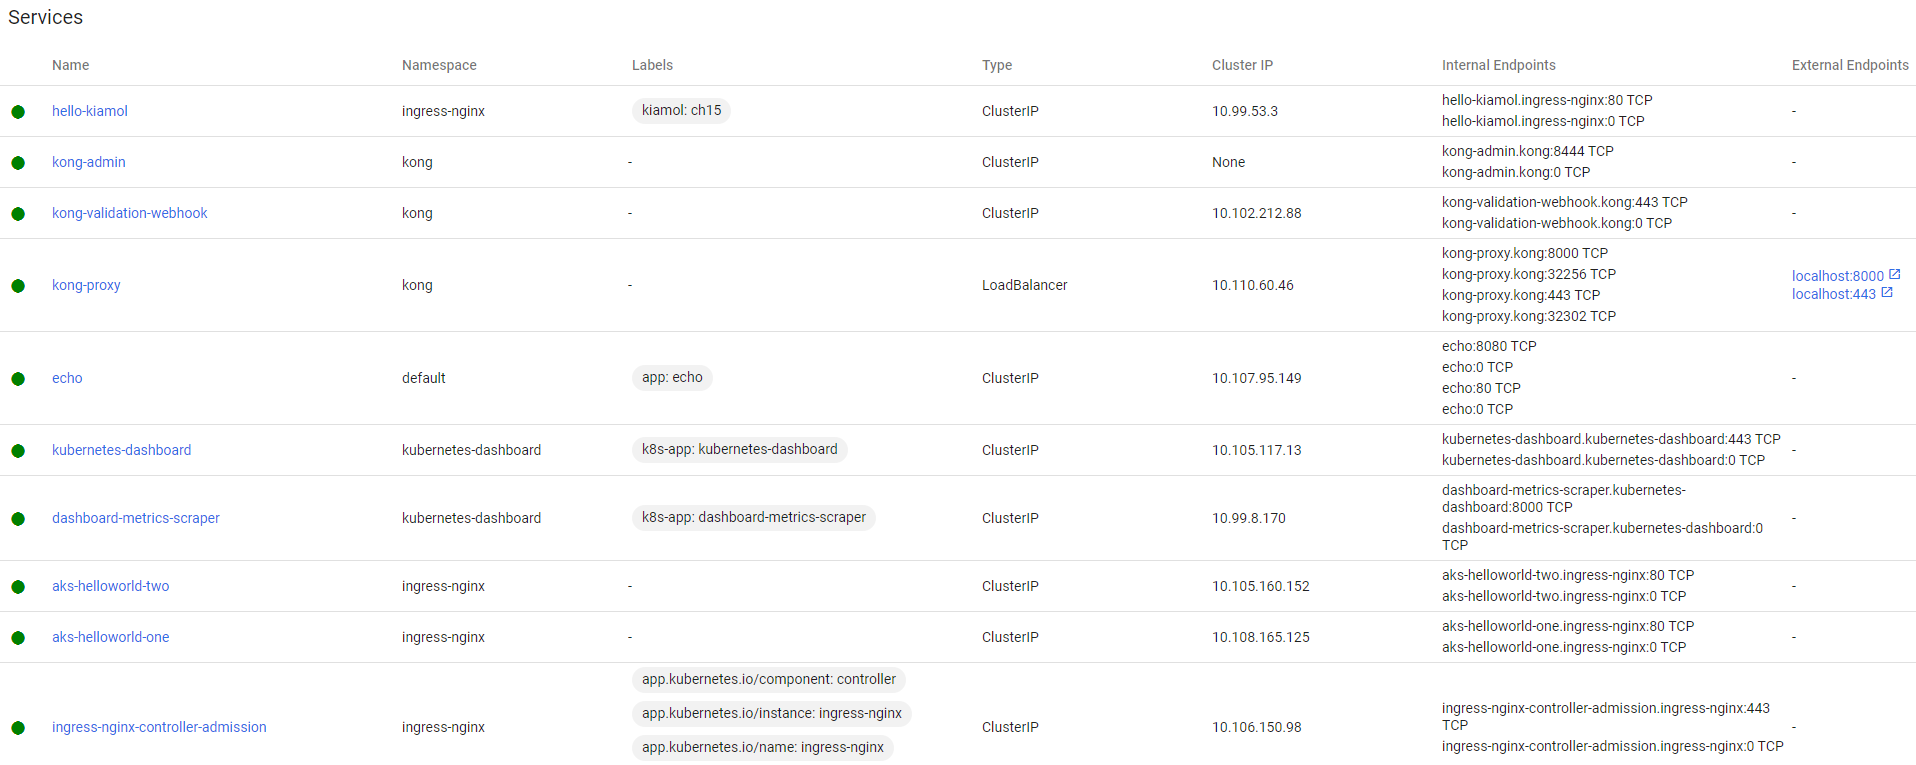 Services
Name Namespace Labels Type Cluster IP Internal Endpoints External Endpoints
hello-kiamol ingress-nginx kiamol: ch15 ClusterIP 10.99.53.3 hello-kiamol.ingress-nginx:80 TCP -
hello-kiamol.ingress-nginx:0 TCP
kong-admin kong - ClusterIP None kong-admin.kong:8444 TCP -
kong-admin.kong:0 TCP
kong-validation-webhook kong - ClusterIP 10.102.212.88 kong-validation-webhook.kong:443 TCP -
kong-validation-webhook.kong:0 TCP
kong-proxy kong - LoadBalancer 10.110.60.46 kong-proxy.kong:8000 TCP localhost:8000
kong-proxy.kong:32256 TCP localhost:443
kong-proxy.kong:443 TCP
kong-proxy.kong:32302 TCP
echo default app: echo ClusterIP 10.107.95.149 echo:8080 TCP -
echo:0 TCP
echo:80 TCP
echo:0 TCP
kubernetes-dashboard kubernetes-dashboard k8s-app: kubernetes-dashboard ClusterIP 10.105.117.13 kubernetes-dashboard.kubernetes-dashboard:443 TCP -
kubernetes-dashboard.kubernetes-dashboard:0 TCP
dashboard-metrics-scraper kubernetes-dashboard k8s-app: dashboard-metrics-scraper ClusterIP 10.99.8.170 dashboard-metrics-scraper.kubernetes- -
dashboard:8000 TCP
dashboard-metrics-scraper.kubernetes-dashboard:0
TCP
aks-helloworld-two ingress-nginx - ClusterIP 10.105.160.152 aks-helloworld-two.ingress-nginx:80 TCP -
aks-helloworld-two.ingress-nginx:0 TCP
aks-helloworld-one ingress-nginx - ClusterIP 10.108.165.125 aks-helloworld-one.ingress-nginx:80 TCP -
aks-helloworld-one.ingress-nginx:0 TCP
app.kubernetes.io/component: controller
ingress-nginx-controller-admission ingress-nginx app.kubernetes.io/instance: ingress-nginx ClusterIP 10.106.150.98 ingress-nginx-controller-admission.ingress-nginx:443 -
TCP
app.kubernetes.io/name: ingress-nginx ingress-nginx-controller-admission.ingress-nginx:0 TCP